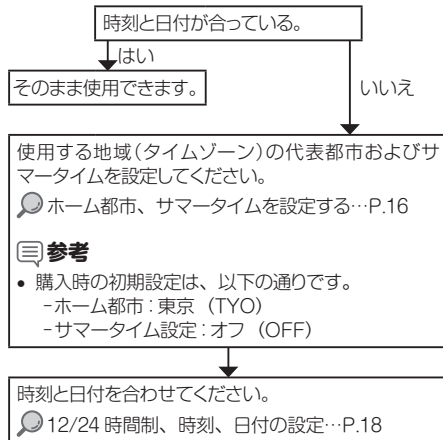 時刻と日付が合っている。
はい
そのまま使用できます。
いいえ
使用する地域（タイムゾーン）の代表都市およびサ
マータイムを設定してください。
ホーム都市、サマータイムを設定する…P.16
参考
• 購入時の初期設定は、以下の通りです。
-ホーム都市：東京 （TYO）
-サマータイム設定：オフ （OFF）
時刻と日付を合わせてください。
12/24 時間制、時刻、日付の設定…P.18